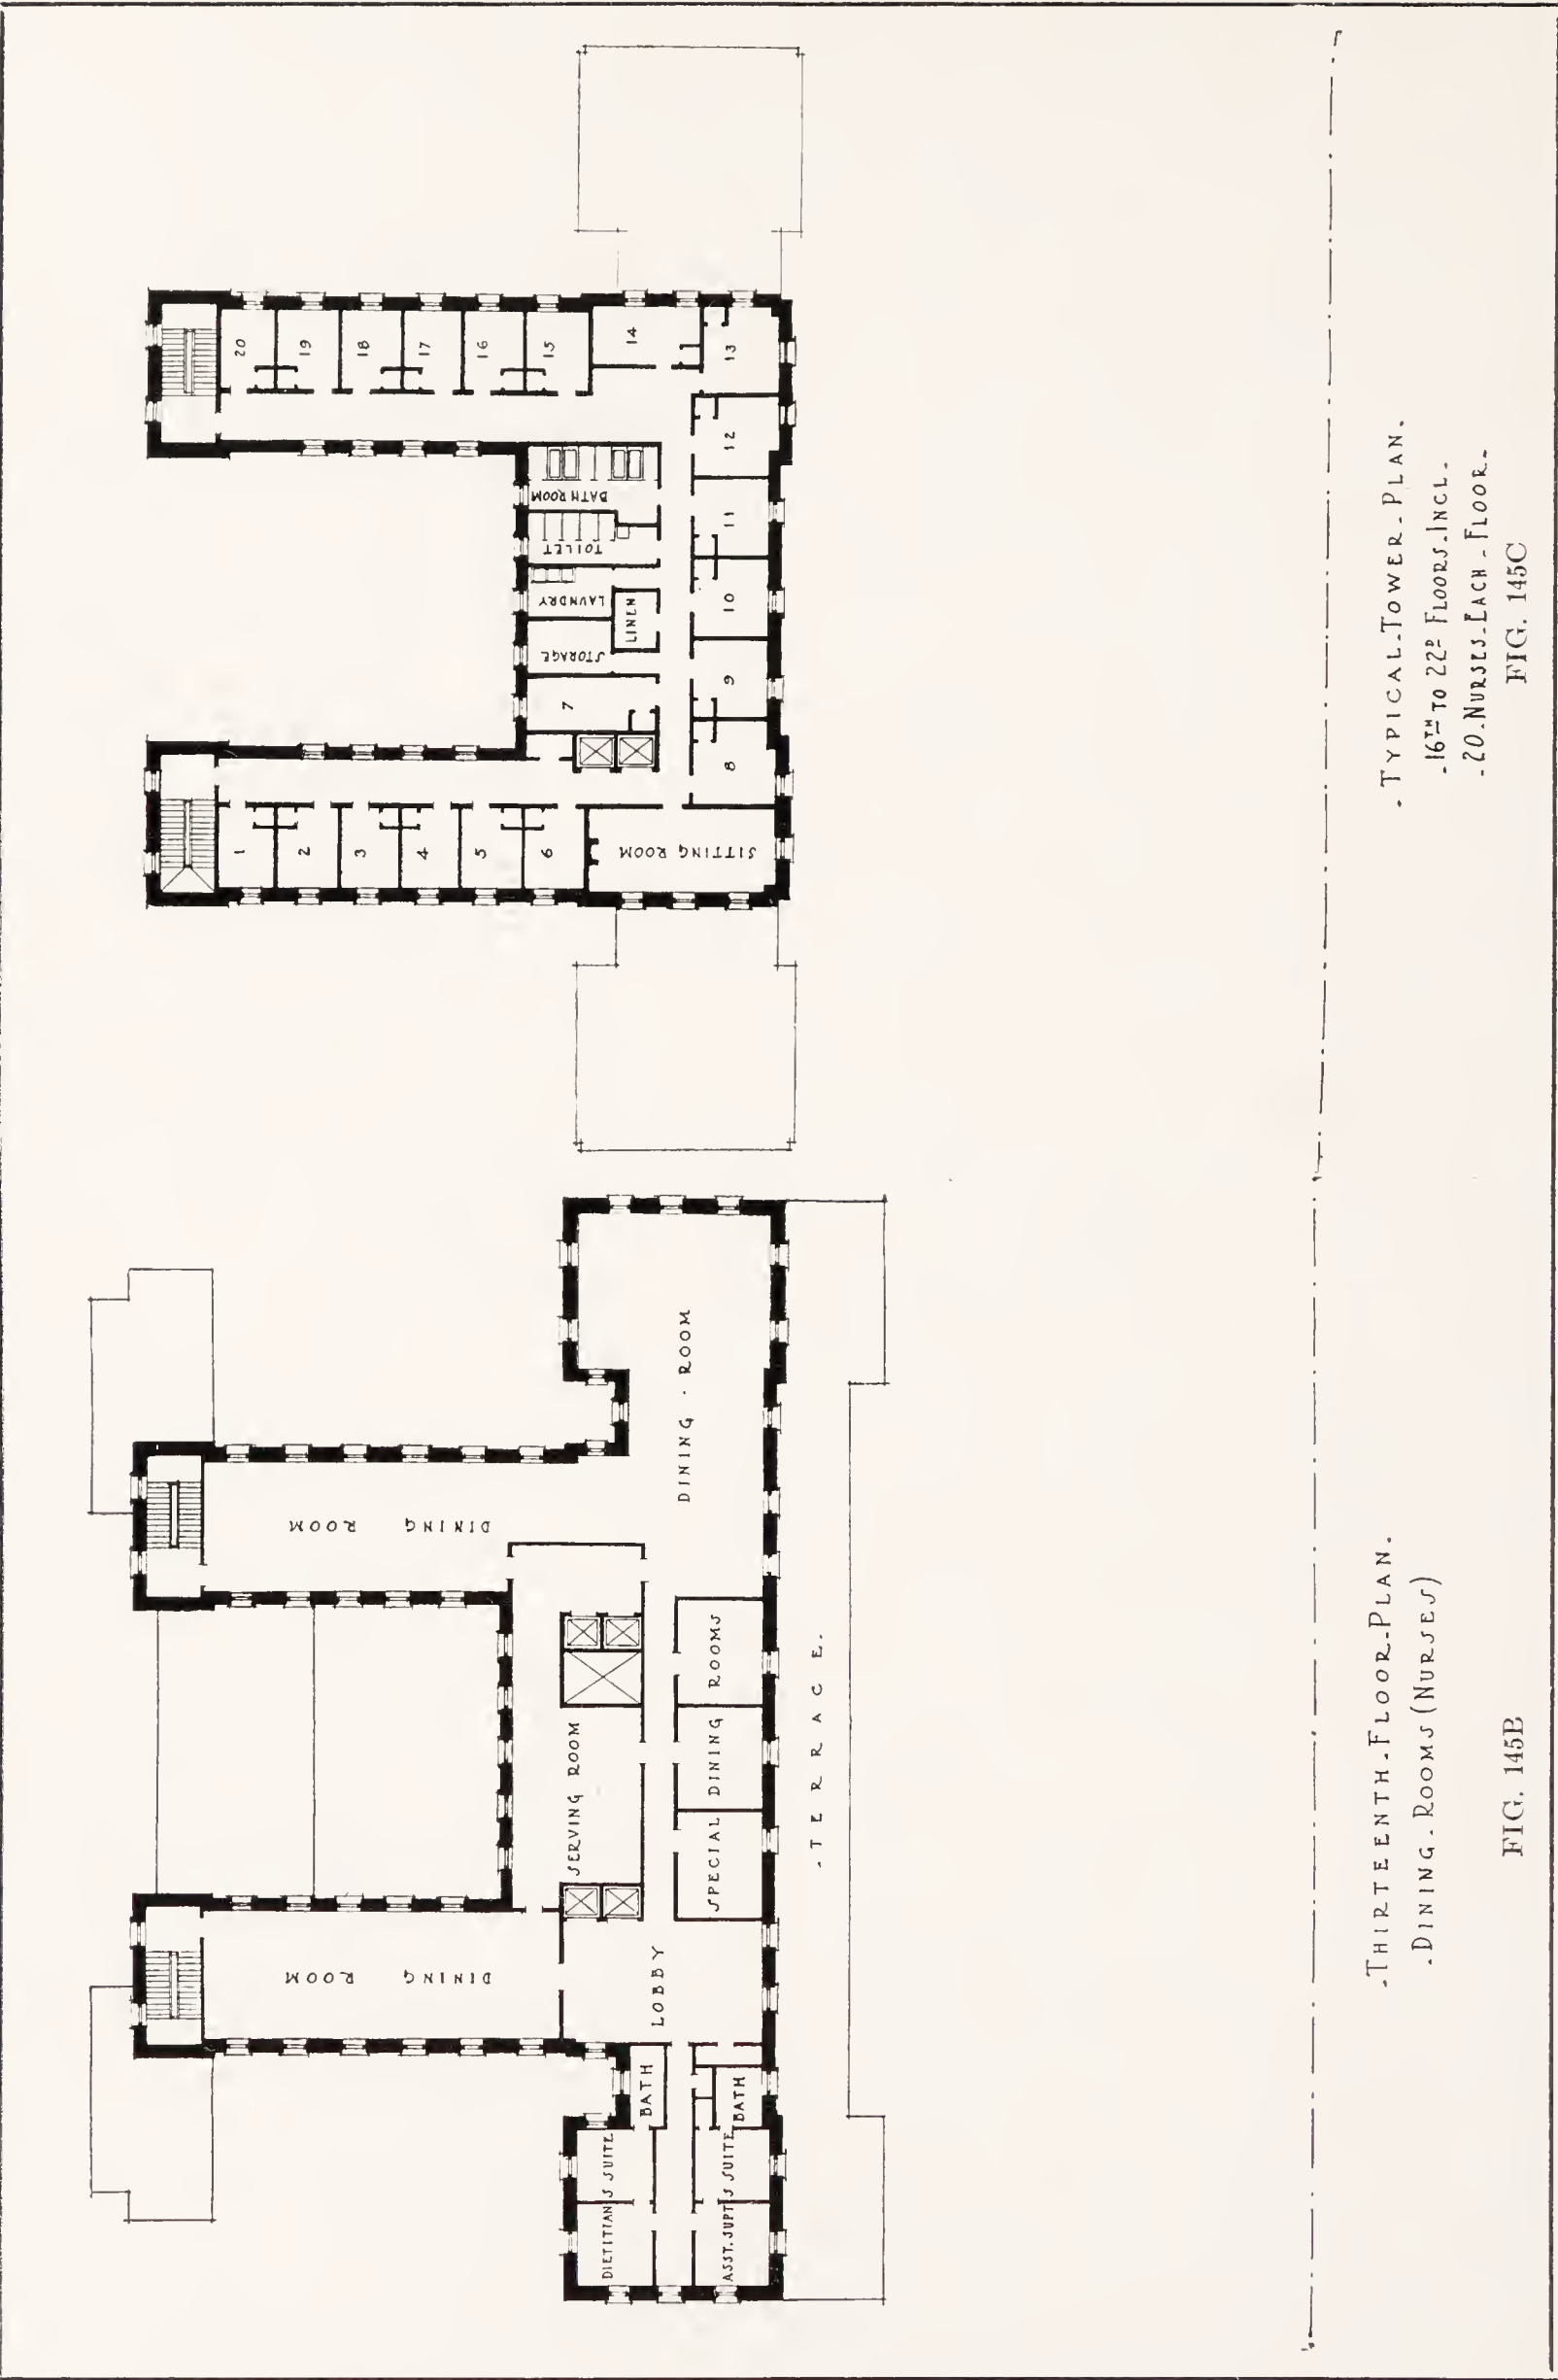 DINING ROOM
DINING ROOM
DINING · ROOM
SERVING ROOM
LOBBY
SPECIAL DINING ROOMS
BATH
BATH
DIETITIANS SUITE
ASST. SUPT'S SUITE
. TERRACE.
. THIRTEENTH . FLOOR . PLAN.
. DINING . ROOMS (NURSES)
FIG. 145B
1
2
3
4
5
6
SITTING ROOM
7
STORAGE
LINEN
LAUNDRY
TOILET
BATH ROOM
8
9
10
11
12
13
14
15
16
17
18
19
20
. TYPICAL . TOWER . PLAN.
. 16TH TO 22D FLOORS . INCL .
. 20 . NURSES . EACH . FLOOR .
FIG. 145C